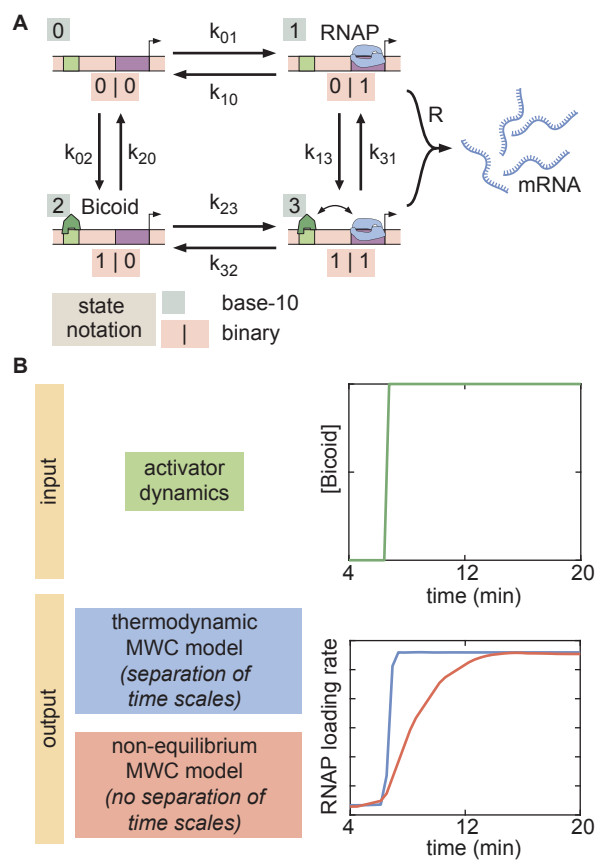 A
0
k01
1
RNAP
0 | 0
k10
0 | 1
R
k02
k20
k13
k31
mRNA
2
Bicoid
k23
3
1 | 0
k32
1 | 1
state
notation
base-10
|
binary
B
input
activator
dynamics
[Bicoid]
4
12
20
time (min)
output
thermodynamic
MWC model
(separation of
time scales)
non-equilibrium
MWC model
(no separation of
time scales)
RNAP loading rate
4
12
20
time (min)